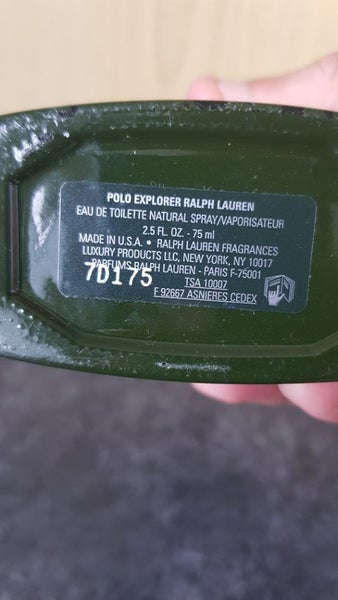 POLO EXPLORER RALPH LAUREN
EAU DE TOILETTE NATURAL SPRAY/VAPORISATEUR
2.5 FL. OZ - 75 ml
MADE IN U.S.A. • RALPH LAUREN FRAGRANCES
LUXURY PRODUCTS LLC, NEW YORK, NY 10017
PARFUMS RALPH LAUREN - PARIS F-75001
7D175
TSA 10007
F 92667 ASNIERES CEDEX